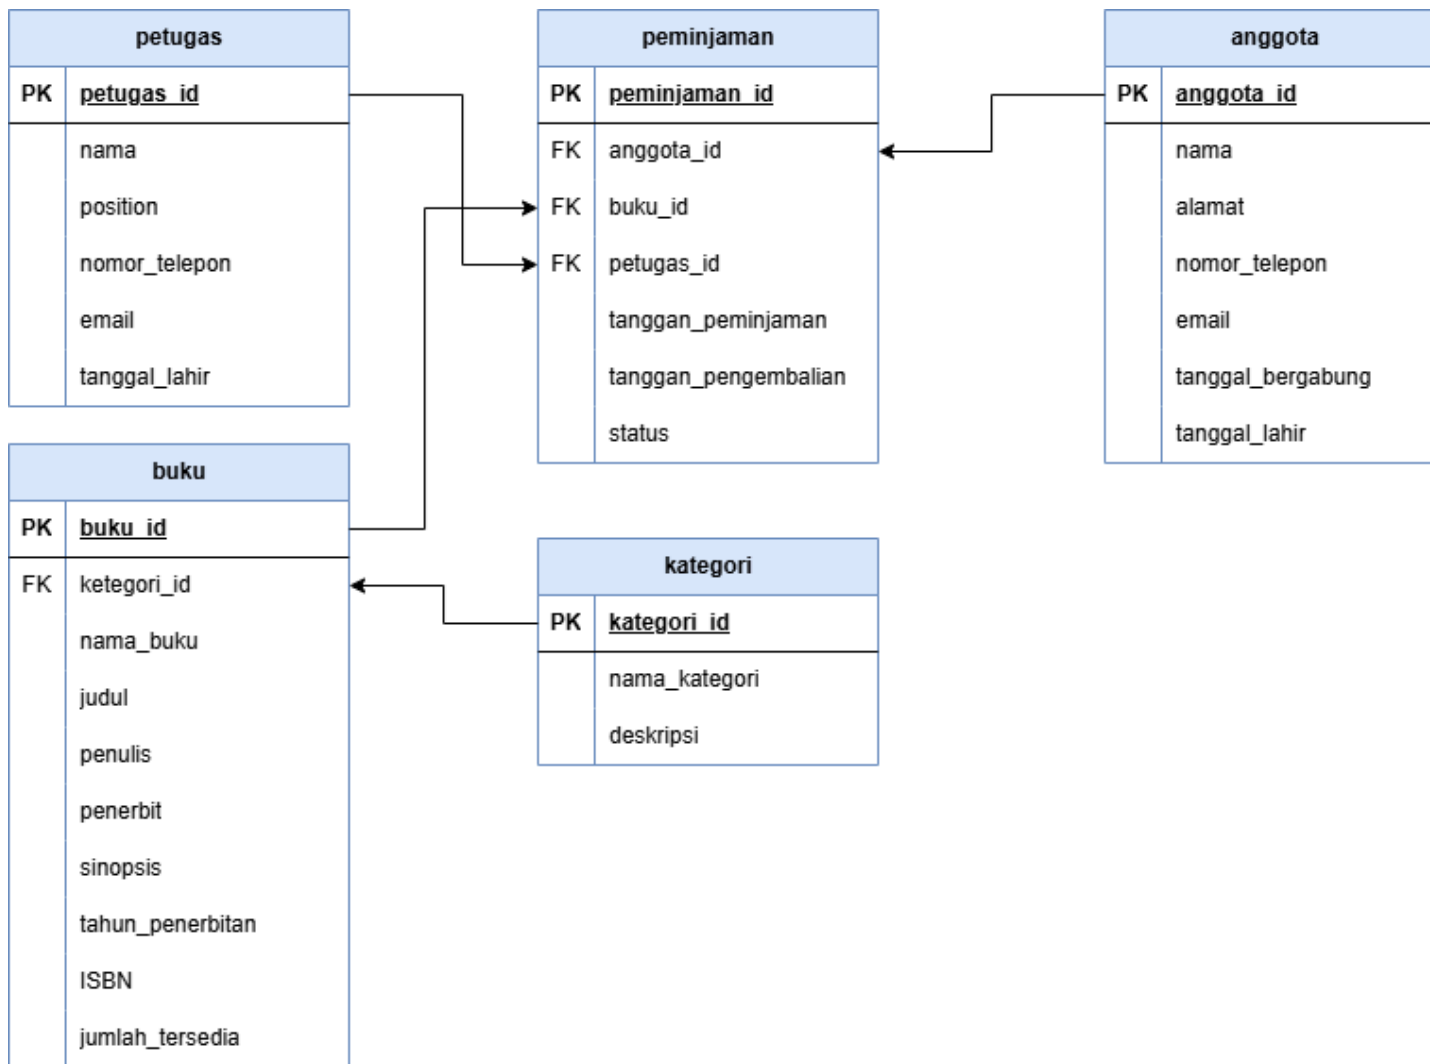 petugas
PK petugas_id
nama
position
nomor_telepon
email
tanggal_lahir
peminjaman
PK peminjaman_id
FK anggota_id
FK buku_id
FK petugas_id
tanggan_peminjaman
tanggan_pengembalian
status
anggota
PK anggota_id
nama
alamat
nomor_telepon
email
tanggal_bergabung
tanggal_lahir
buku
PK buku_id
FK ketegori_id
nama_buku
judul
penulis
penerbit
sinopsis
tahun_penerbitan
ISBN
jumlah_tersedia
kategori
PK kategori_id
nama_kategori
deskripsi